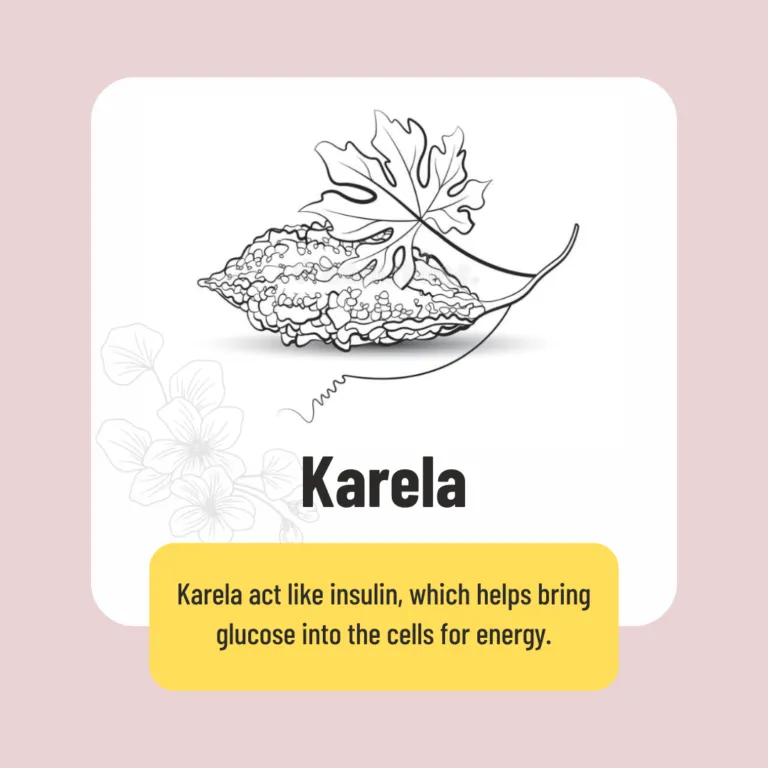 Karela
Karela act like insulin, which helps bring
glucose into the cells for energy.